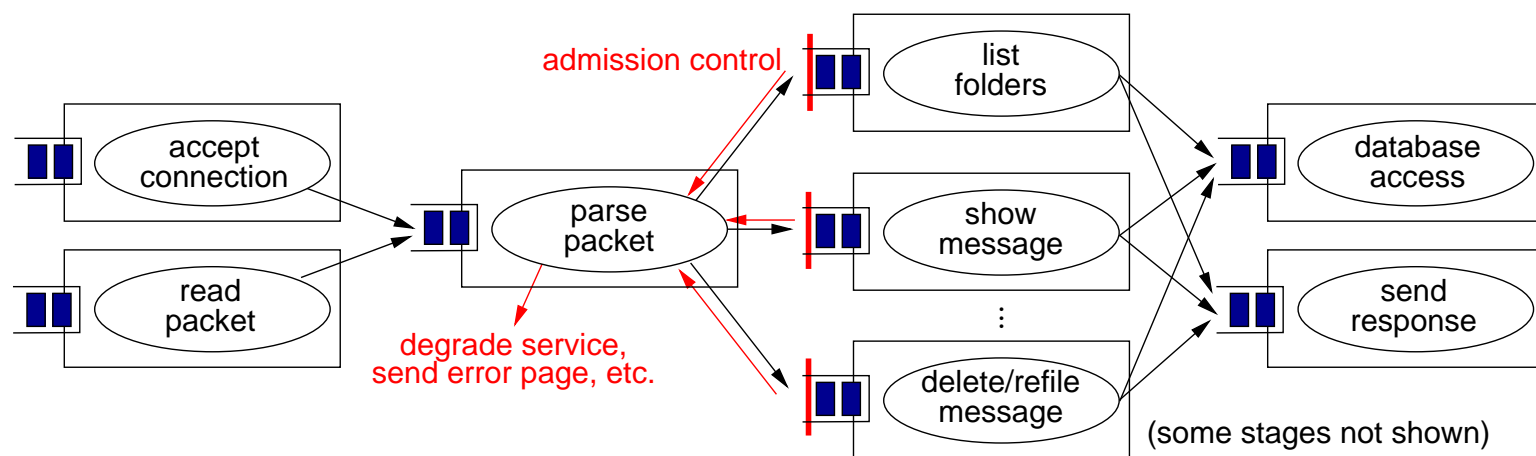 admission control
list
folders
accept
connection
database
access
parse
packet
show
message
read
packet
send
response
...
degrade service,
send error page, etc.
delete/refile
message
(some stages not shown)